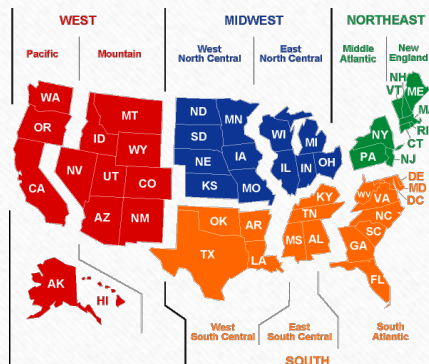 WEST
MIDWEST
NORTHEAST
Pacific
Mountain
West
North Central
East
North Central
Middle
Atlantic
New
England
WA
OR
CA
NV
ID
MT
WY
UT
CO
AZ
NM
AK
HI
ND
SD
NE
KS
MN
IA
MO
WI
MI
IL
IN
OH
NH
VT
ME
MA
RI
CT
NY
PA
NJ
DE
MD
DC
WV
VA
NC
SC
GA
FL
KY
TN
MS
AL
OK
AR
TX
LA
West
South Central
East
South Central
South
Atlantic
SOUTH